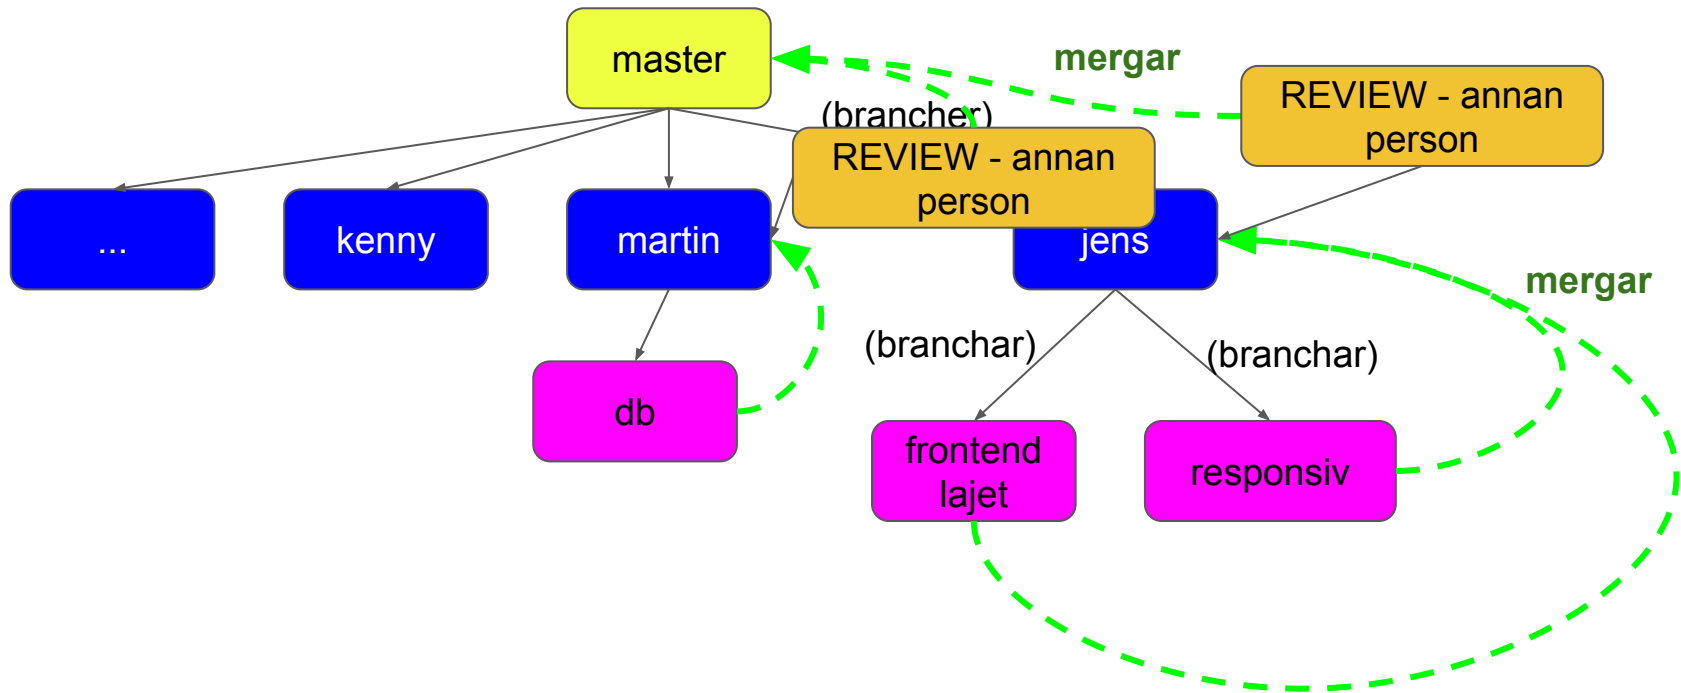 master
mergar
(brancher)
REVIEW - annan
person
REVIEW - annan
person
...
kenny
martin
jens
mergar
(branchar)
(branchar)
db
frontend
lajet
responsiv